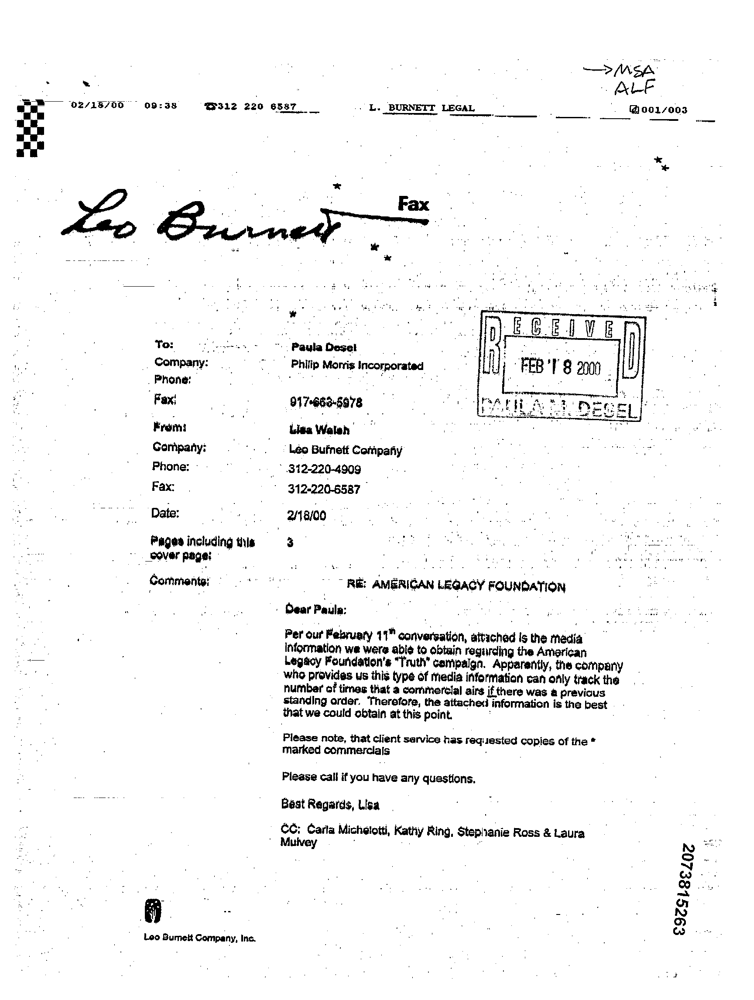 →MSA
ALF
02/18/00 09:38 ☎312 220 6587 L. BURNETT LEGAL 001/003
Leo Burnett Fax
RECEIVED
FEB 18 2000
PAULA M. DESEL
To: Paula Desel
Company: Philip Morris Incorporated
Phone:
Fax: 917-663-5978
From: Lisa Walsh
Company: Leo Burnett Company
Phone: 312-220-4909
Fax: 312-220-6587
Date: 2/18/00
Pages including this 3
cover page:
Comments: RE: AMERICAN LEGACY FOUNDATION
Dear Paula:
Per our February 11th conversation, attached is the media
information we were able to obtain regarding the American
Legacy Foundation's "Truth" campaign. Apparently, the company
who provides us this type of media information can only track the
number of times that a commercial airs if there was a previous
standing order. Therefore, the attached information is the best
that we could obtain at this point.
Please note, that client service has requested copies of the *
marked commercials
Please call if you have any questions.
Best Regards, Lisa
CC: Carla Michelotti, Kathy Ring, Stephanie Ross & Laura
Mulvey
2073815263
Leo Burnett Company, Inc.